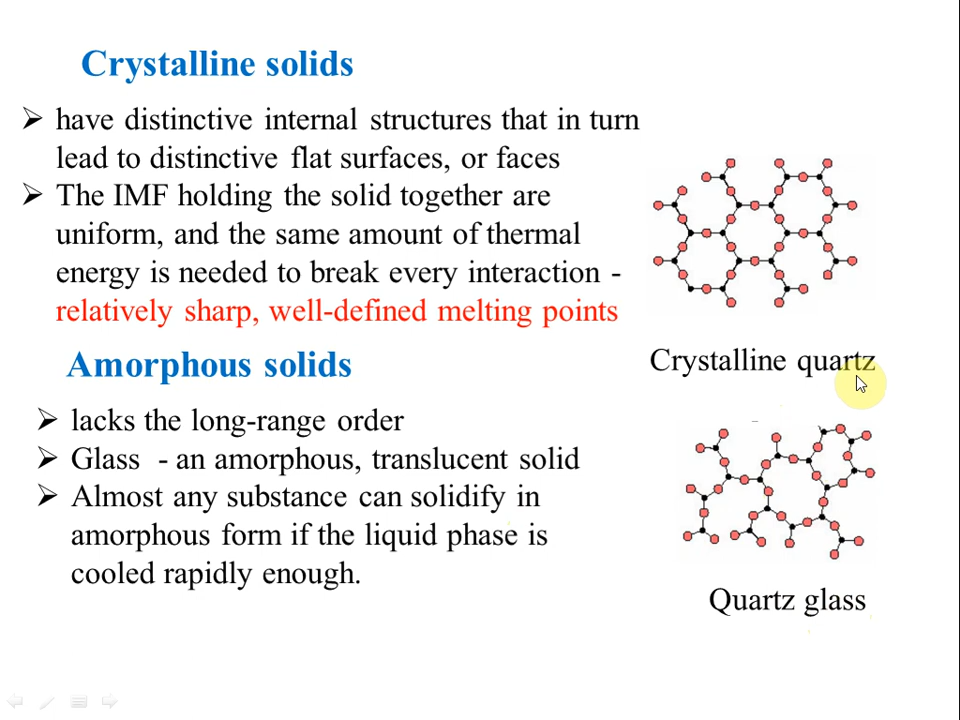 Crystalline solids
have distinctive internal structures that in turn
lead to distinctive flat surfaces, or faces
The IMF holding the solid together are
uniform, and the same amount of thermal
energy is needed to break every interaction -
relatively sharp, well-defined melting points
Crystalline quartz
Amorphous solids
lacks the long-range order
Glass - an amorphous, translucent solid
Almost any substance can solidify in
amorphous form if the liquid phase is
cooled rapidly enough.
Quartz glass